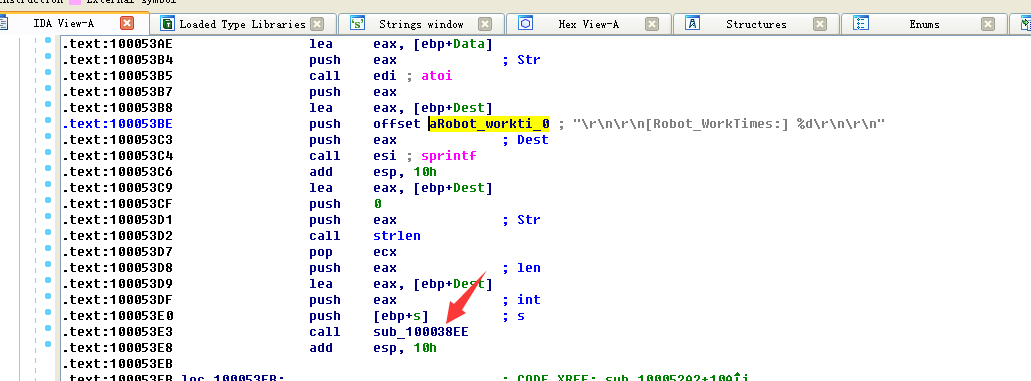 nstruction External symbol
IDA View-A Loaded Type Libraries Strings window Hex View-A Structures Enums
.text:100053AE lea eax, [ebp+Data]
.text:100053B4 push eax ; Str
.text:100053B5 call edi ; atoi
.text:100053B7 push eax
.text:100053B8 lea eax, [ebp+Dest]
.text:100053BE push offset aRobot_workti_0 ; "\r\n\r\n[Robot_WorkTimes:] %d\r\n\r\n"
.text:100053C3 push eax ; Dest
.text:100053C4 call esi ; sprintf
.text:100053C6 add esp, 10h
.text:100053C9 lea eax, [ebp+Dest]
.text:100053CF push 0
.text:100053D1 push eax ; Str
.text:100053D2 call strlen
.text:100053D7 pop ecx
.text:100053D8 push eax ; len
.text:100053D9 lea eax, [ebp+Dest]
.text:100053DF push eax ; int
.text:100053E0 push [ebp+s] ; s
.text:100053E3 call sub_100038EE
.text:100053E8 add esp, 10h
.text:100053EB
.text:100053EB loc_100053EB: ; CODE XREF: sub_100052A2+10A